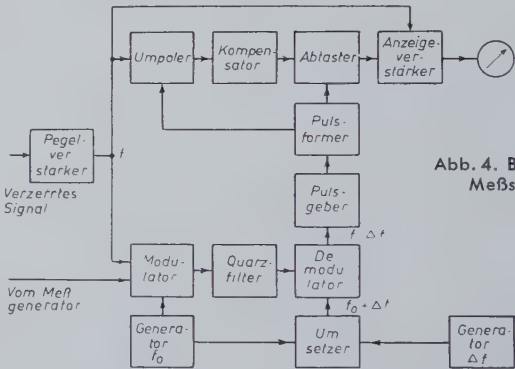 Umpoler
Kompen-
sator
Abtaster
Anzeige-
ver-
stärker
Puls-
former
Pegel-
ver
starker
f
Verzerrtes
Signal
Puls-
geber
Abb. 4. B
Meßs
f Δf
Modu-
lator
Quarz-
filter
De
modu
lator
Vom Meß
generator
f₀ + Δf
Genera-
tor
f₀
Um
setzer
Genera-
tor
Δf